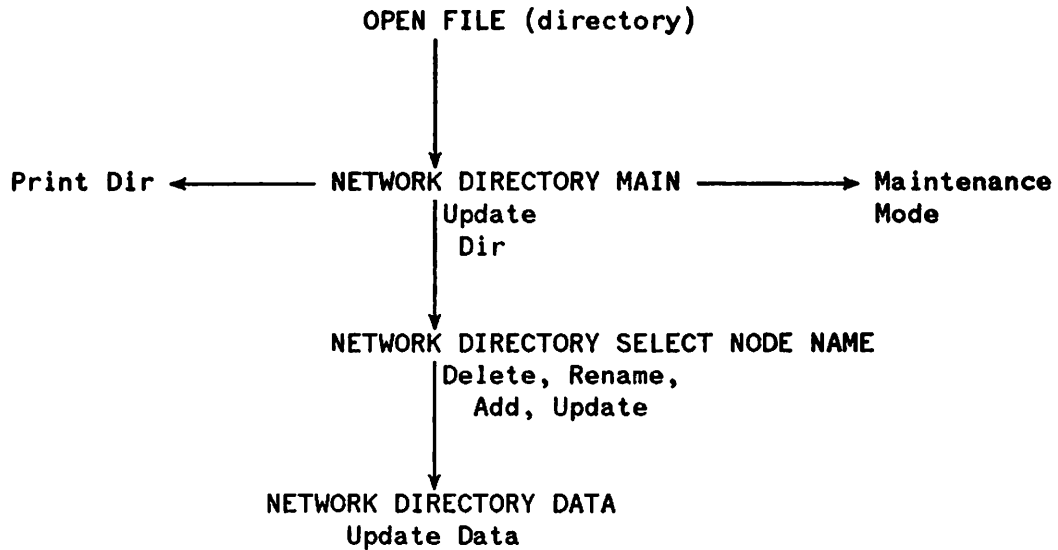 OPEN FILE (directory)
Print Dir
NETWORK DIRECTORY MAIN
Maintenance
Mode
Update
Dir
NETWORK DIRECTORY SELECT NODE NAME
Delete, Rename,
Add, Update
NETWORK DIRECTORY DATA
Update Data